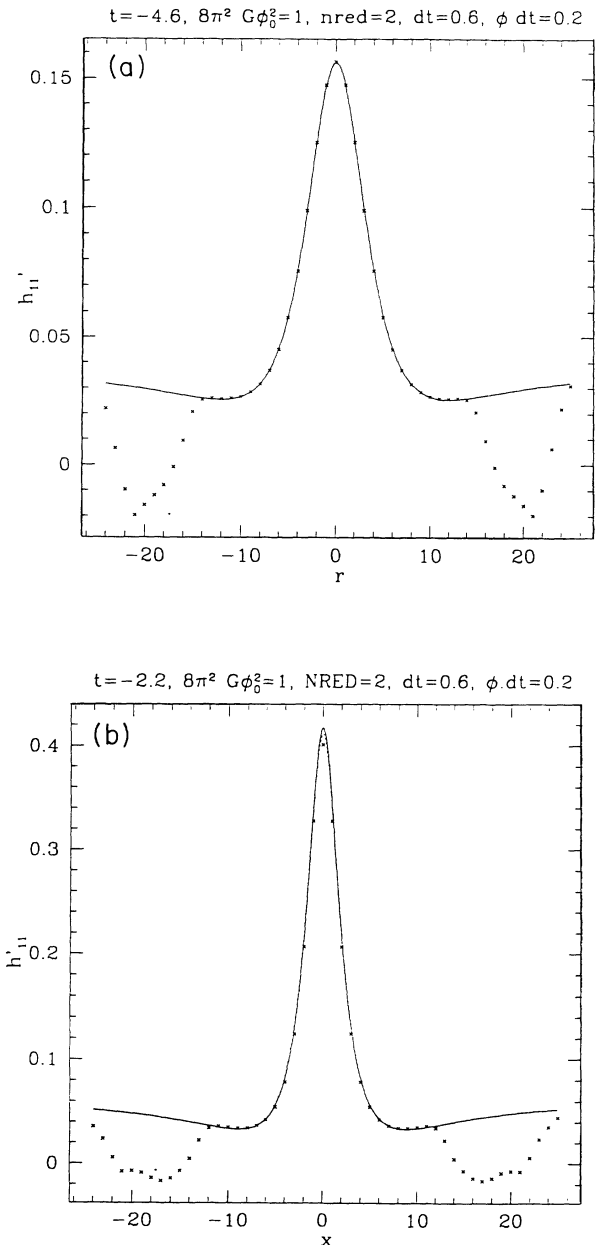 t=−4.6, 8π² Gϕ₀²=1, nred=2, dt=0.6, ϕ dt=0.2
(a)
0.15
0.1
0.05
0
h₁₁'
−20 −10 0 10 20
r
t=−2.2, 8π² Gϕ₀²=1, NRED=2, dt=0.6, ϕ.dt=0.2
(b)
0.4
0.3
0.2
0.1
0
h'₁₁
−20 −10 0 10 20
x